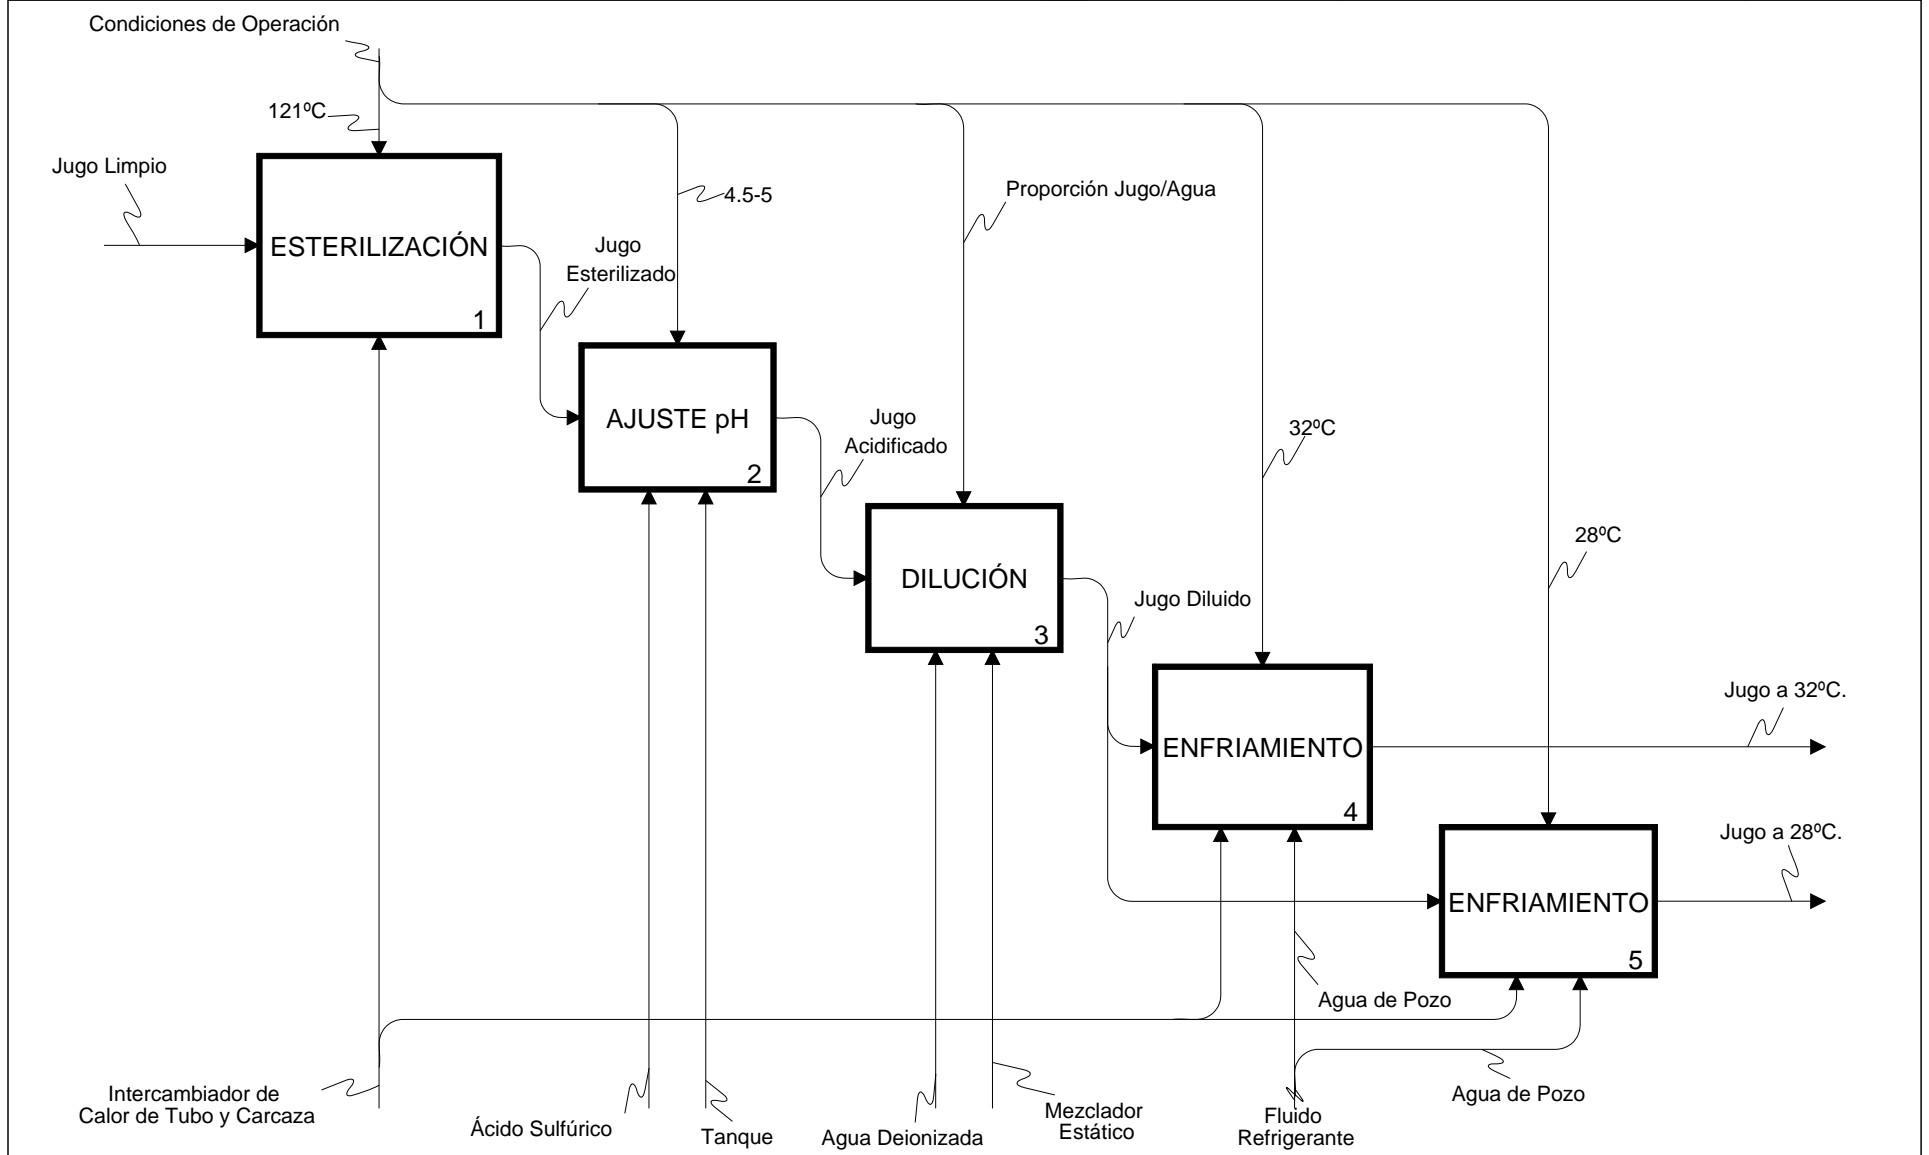 Condiciones de Operación
121ºC
Jugo Limpio
ESTERILIZACIÓN
1
4.5-5
Proporción Jugo/Agua
Jugo
Esterilizado
AJUSTE pH
2
Jugo
Acidificado
32ºC
28ºC
DILUCIÓN
3
Jugo Diluido
ENFRIAMIENTO
4
Jugo a 32ºC.
ENFRIAMIENTO
5
Jugo a 28ºC.
Agua de Pozo
Agua de Pozo
Intercambiador de
Calor de Tubo y Carcaza
Ácido Sulfúrico
Tanque
Agua Deionizada
Mezclador
Estático
Fluido
Refrigerante